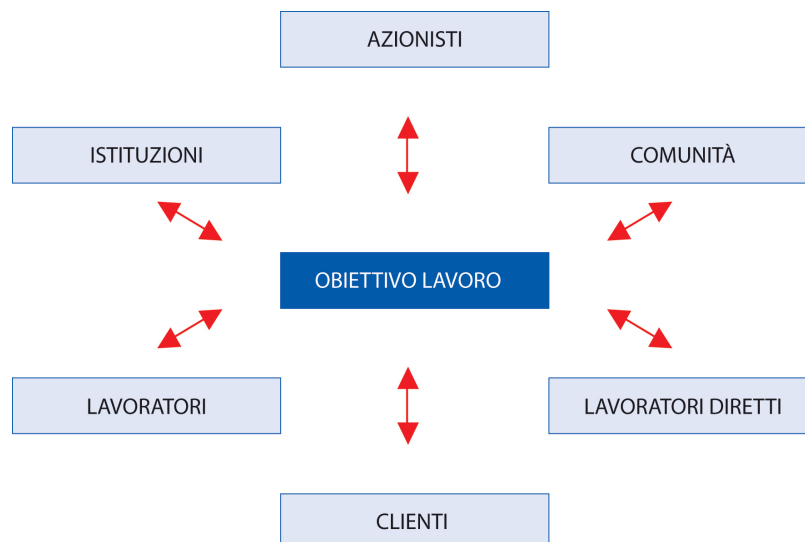 AZIONISTI
ISTITUZIONI
COMUNITÀ
OBIETTIVO LAVORO
LAVORATORI
LAVORATORI DIRETTI
CLIENTI